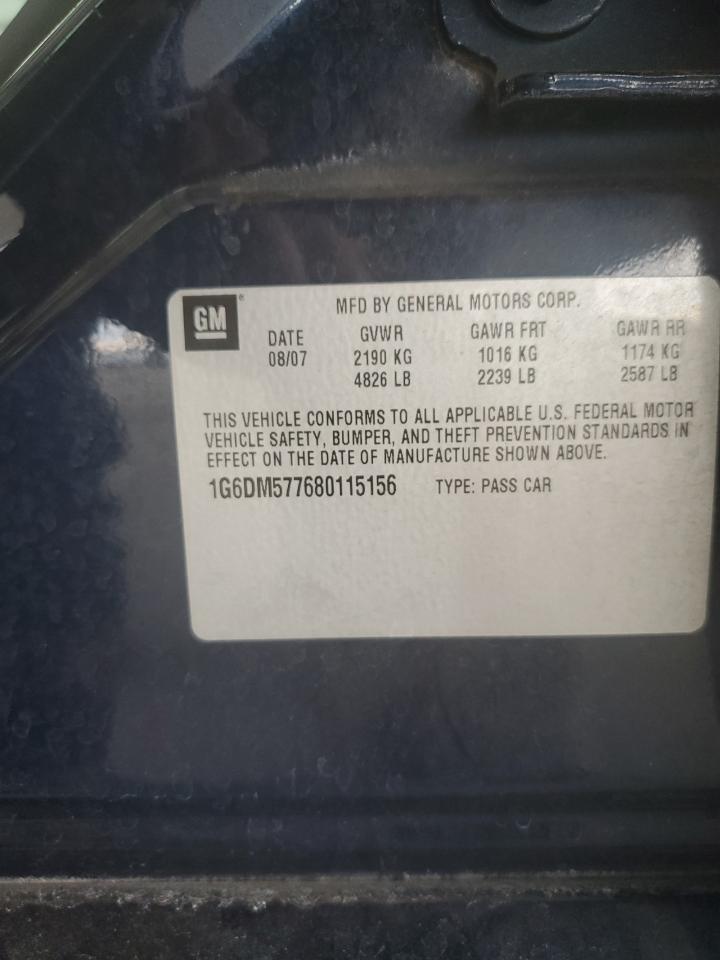 GM®
MFD BY GENERAL MOTORS CORP.
DATE GVWR GAWR FRT GAWR RR
08/07 2190 KG 1016 KG 1174 KG
4826 LB 2239 LB 2587 LB
THIS VEHICLE CONFORMS TO ALL APPLICABLE U.S. FEDERAL MOTOR
VEHICLE SAFETY, BUMPER, AND THEFT PREVENTION STANDARDS IN
EFFECT ON THE DATE OF MANUFACTURE SHOWN ABOVE.
1G6DM577680115156 TYPE: PASS CAR